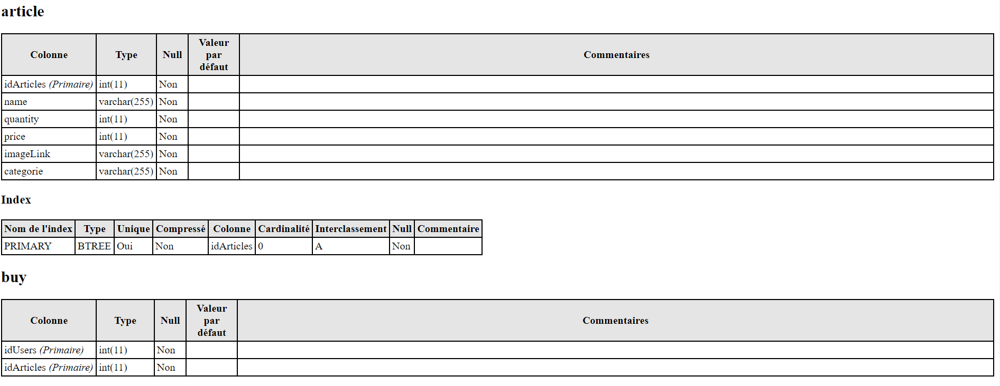 article
Colonne Type Null Valeur par défaut Commentaires
idArticles (Primaire) int(11) Non
name varchar(255) Non
quantity int(11) Non
price int(11) Non
imageLink varchar(255) Non
categorie varchar(255) Non
Index
Nom de l'index Type Unique Compressé Colonne Cardinalité Interclassement Null Commentaire
PRIMARY BTREE Oui Non idArticles 0 A Non
buy
Colonne Type Null Valeur par défaut Commentaires
idUsers (Primaire) int(11) Non
idArticles (Primaire) int(11) Non